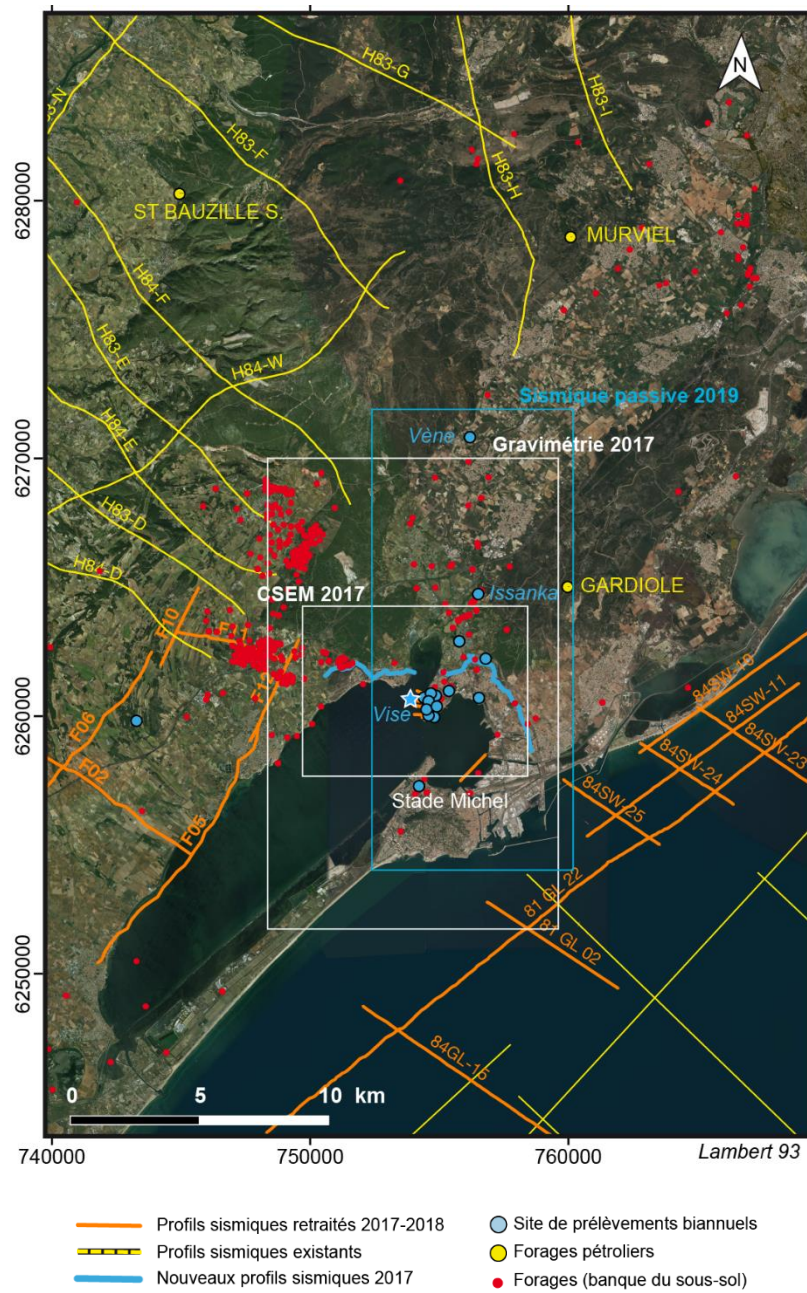 H83-G
H83-I
N
83-N
H83-F
H83-H
6280000
ST BAUZILLE S.
MURVIEL
H84-F
H84-W
H83-E
Sismique passive 2019
H84-E
Vène
Gravimétrie 2017
6270000
H83-D
H84-D
CSEM 2017
Issanka
GARDIOLE
F10
F11
F12
84SW-10
84SW-11
6260000
Vise
F06
84SW-23
84SW-24
F02
Stade Michel
84SW-25
F05
81 GL 22
81 GL 02
6250000
84GL-15
0 5 10 km
740000 750000 760000 Lambert 93
Profils sismiques retraités 2017-2018
Profils sismiques existants
Nouveaux profils sismiques 2017
Site de prélèvements biannuels
Forages pétroliers
Forages (banque du sous-sol)